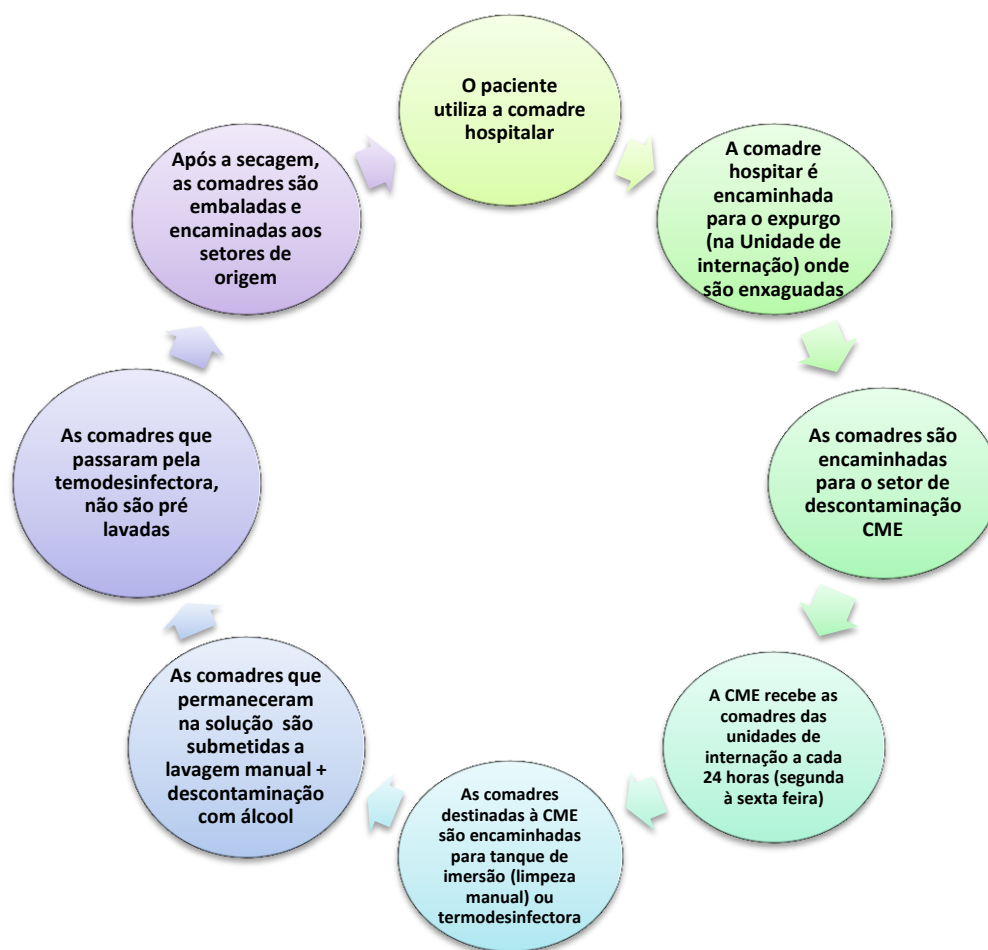 O paciente
utiliza a comadre
hospitalar
A comadre
hospitar é
encaminhada
para o expurgo
(na Unidade de
internação) onde
são enxaguadas
As comadres são
encaminhadas
para o setor de
descontaminação
CME
A CME recebe as
comadres das
unidades de
internação a cada
24 horas (segunda
à sexta feira)
As comadres
destinadas à CME
são encaminhadas
para tanque de
imersão (limpeza
manual) ou
termodesinfectora
As comadres que
permaneceram
na solução são
submetidas a
lavagem manual +
descontaminação
com álcool
As comadres que
passaram pela
temodesinfectora,
não são pré
lavadas
Após a secagem,
as comadres são
embaladas e
encaminadas aos
setores de
origem